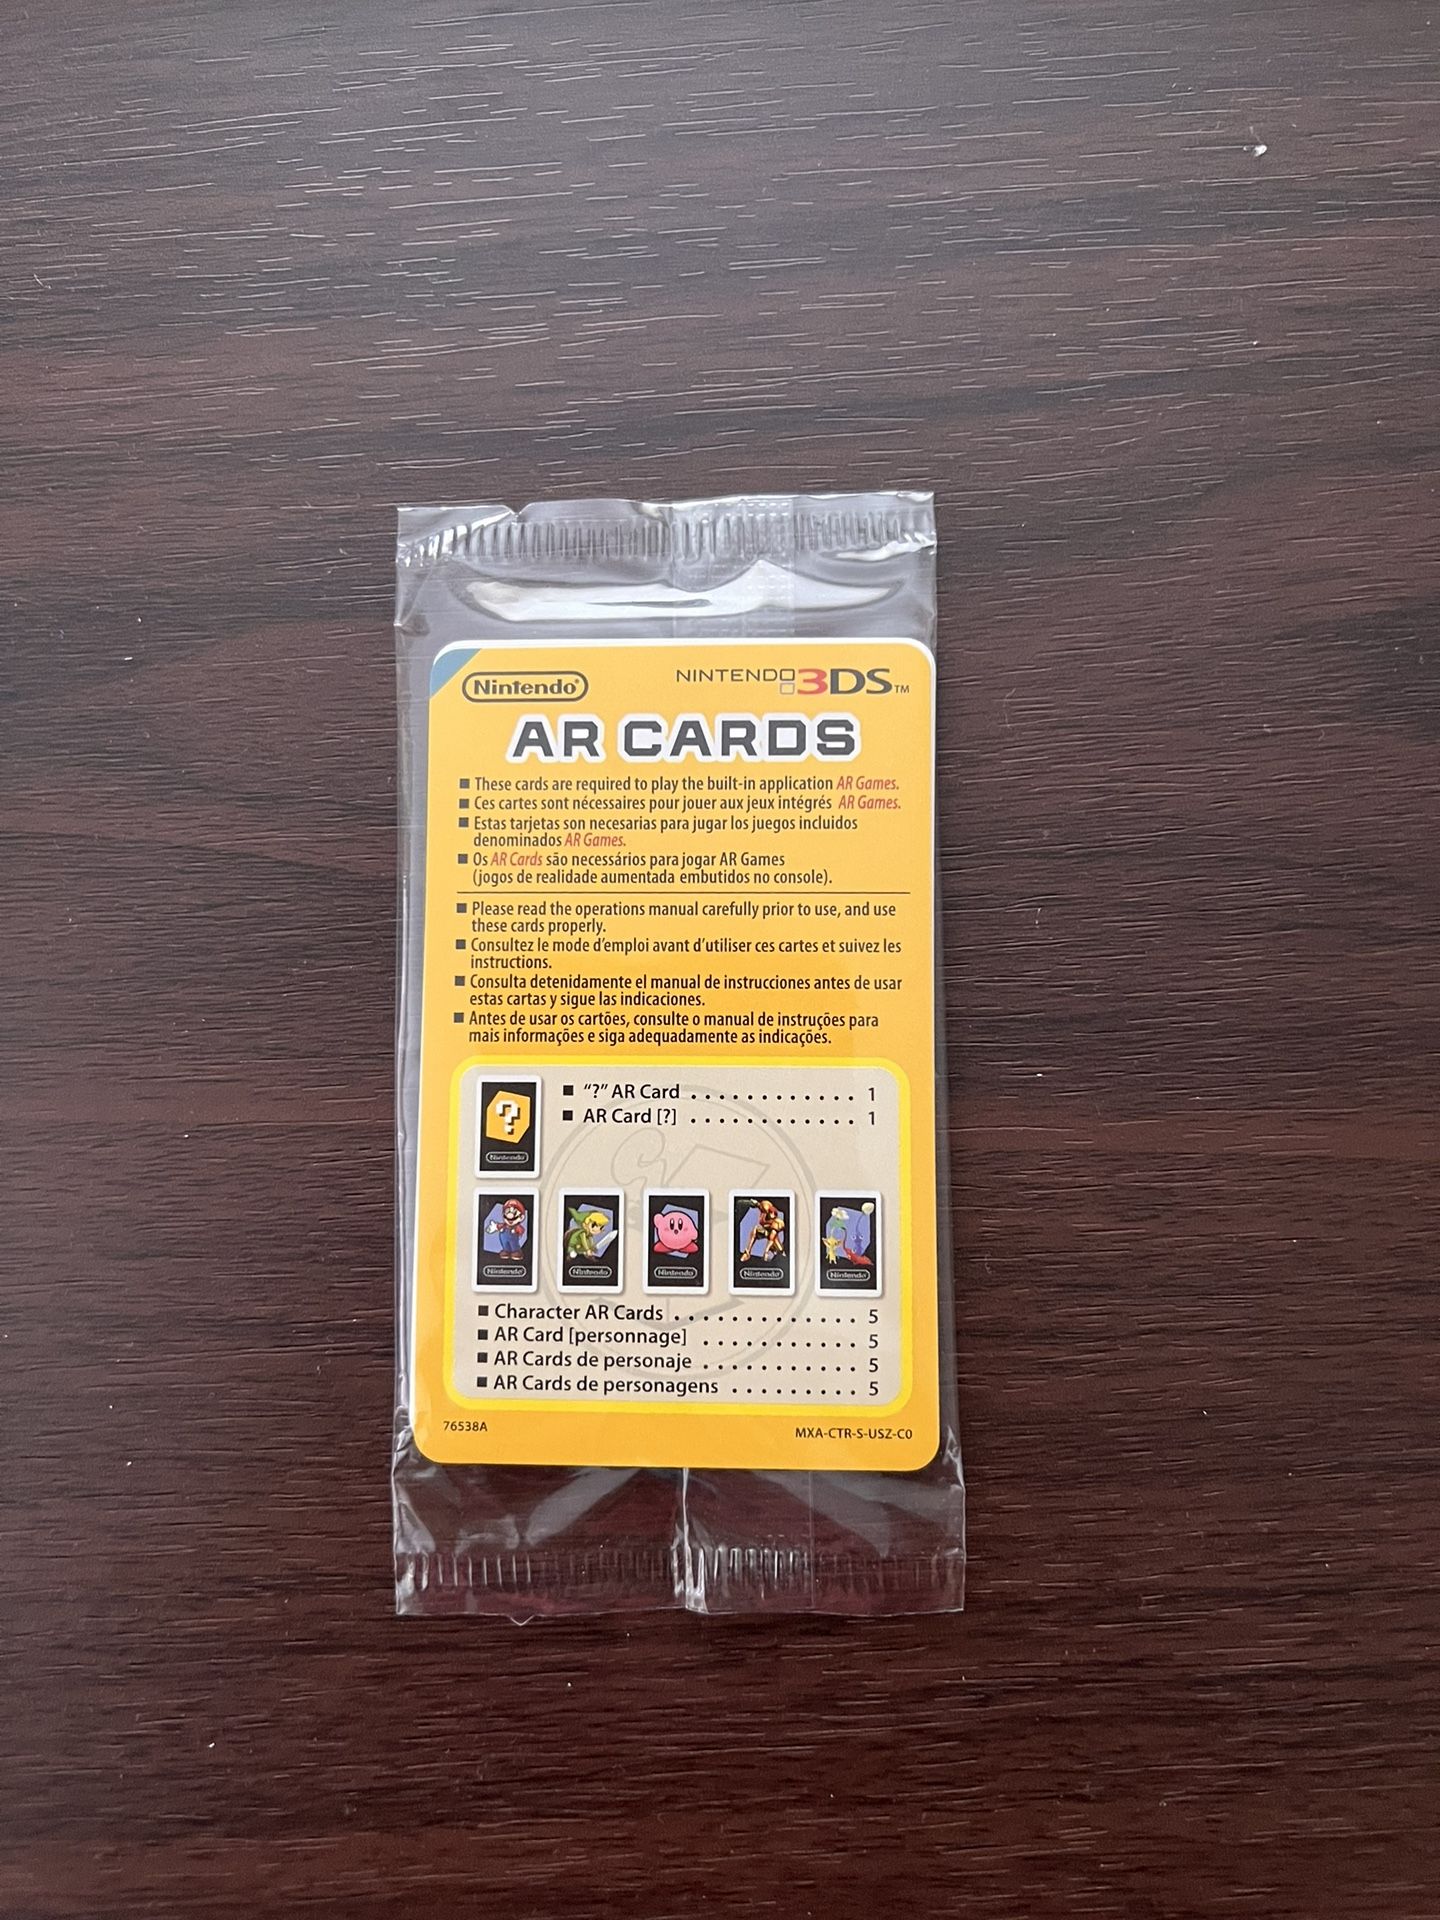 Nintendo®
NINTENDO3DS™
AR CARDS
■ These cards are required to play the built-in application AR Games.
■ Ces cartes sont nécessaires pour jouer aux jeux intégrés AR Games.
■ Estas tarjetas son necesarias para jugar los juegos incluidos
denominados AR Games.
■ Os AR Cards são necessários para jogar AR Games
(jogos de realidade aumentada embutidos no console).
■ Please read the operations manual carefully prior to use, and use
these cards properly.
■ Consultez le mode d’emploi avant d’utiliser ces cartes et suivez les
instructions.
■ Consulta detenidamente el manual de instrucciones antes de usar
estas cartas y sigue las indicaciones.
■ Antes de usar os cartões, consulte o manual de instruções para
mais informações e siga adequadamente as indicações.
?
Nintendo
■ “?” AR Card . . . . . . . . . . . . 1
■ AR Card [?] . . . . . . . . . . . . 1
Nintendo Nintendo Nintendo Nintendo Nintendo
■ Character AR Cards . . . . . . . . . . . . . 5
■ AR Card [personnage] . . . . . . . . . . . 5
■ AR Cards de personaje . . . . . . . . . . . 5
■ AR Cards de personagens . . . . . . . . . 5
76538A
MXA-CTR-S-USZ-C0